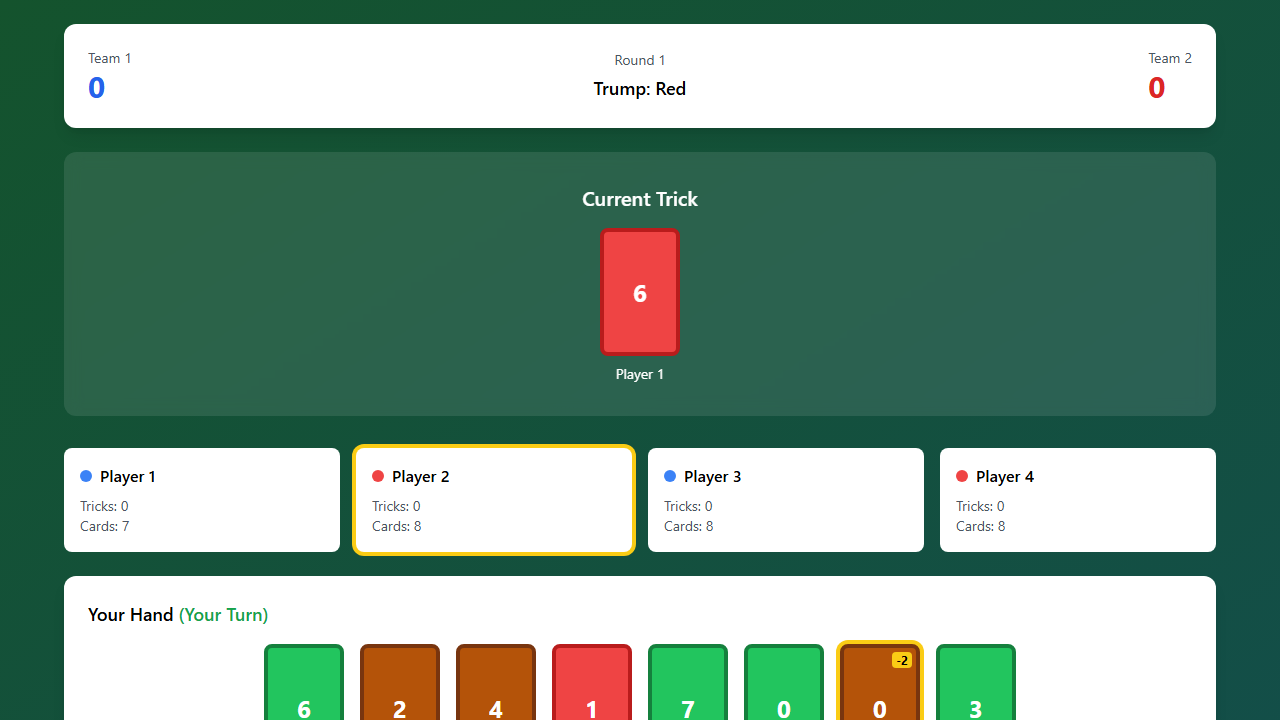 Team 1
0
Round 1
Trump: Red
Team 2
0
Current Trick
6
Player 1
Player 1
Tricks: 0
Cards: 7
Player 2
Tricks: 0
Cards: 8
Player 3
Tricks: 0
Cards: 8
Player 4
Tricks: 0
Cards: 8
Your Hand (Your Turn)
-2
6 2 4 1 7 0 0 3